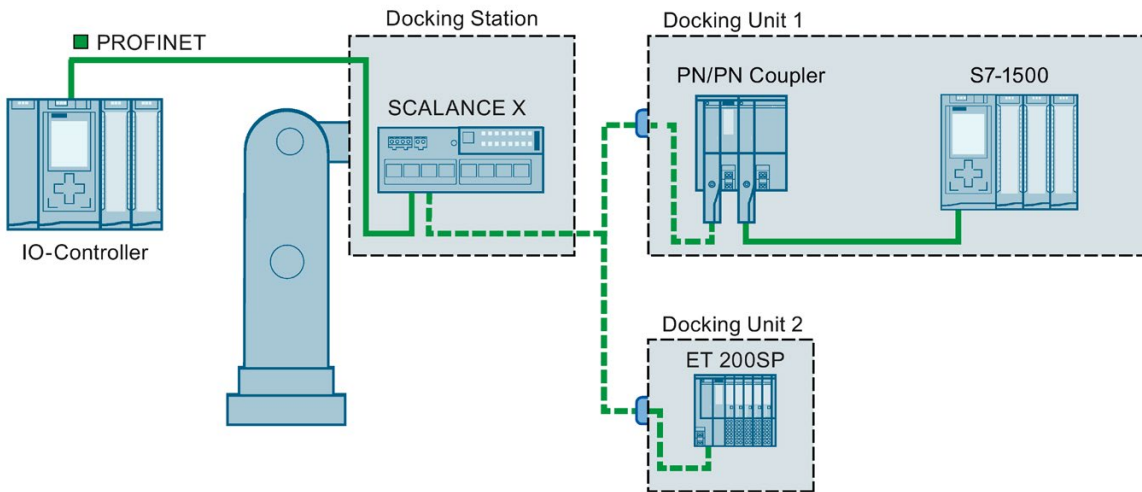 Docking Station
Docking Unit 1
PROFINET
PN/PN Coupler
S7-1500
SCALANCE X
IO-Controller
Docking Unit 2
ET 200SP